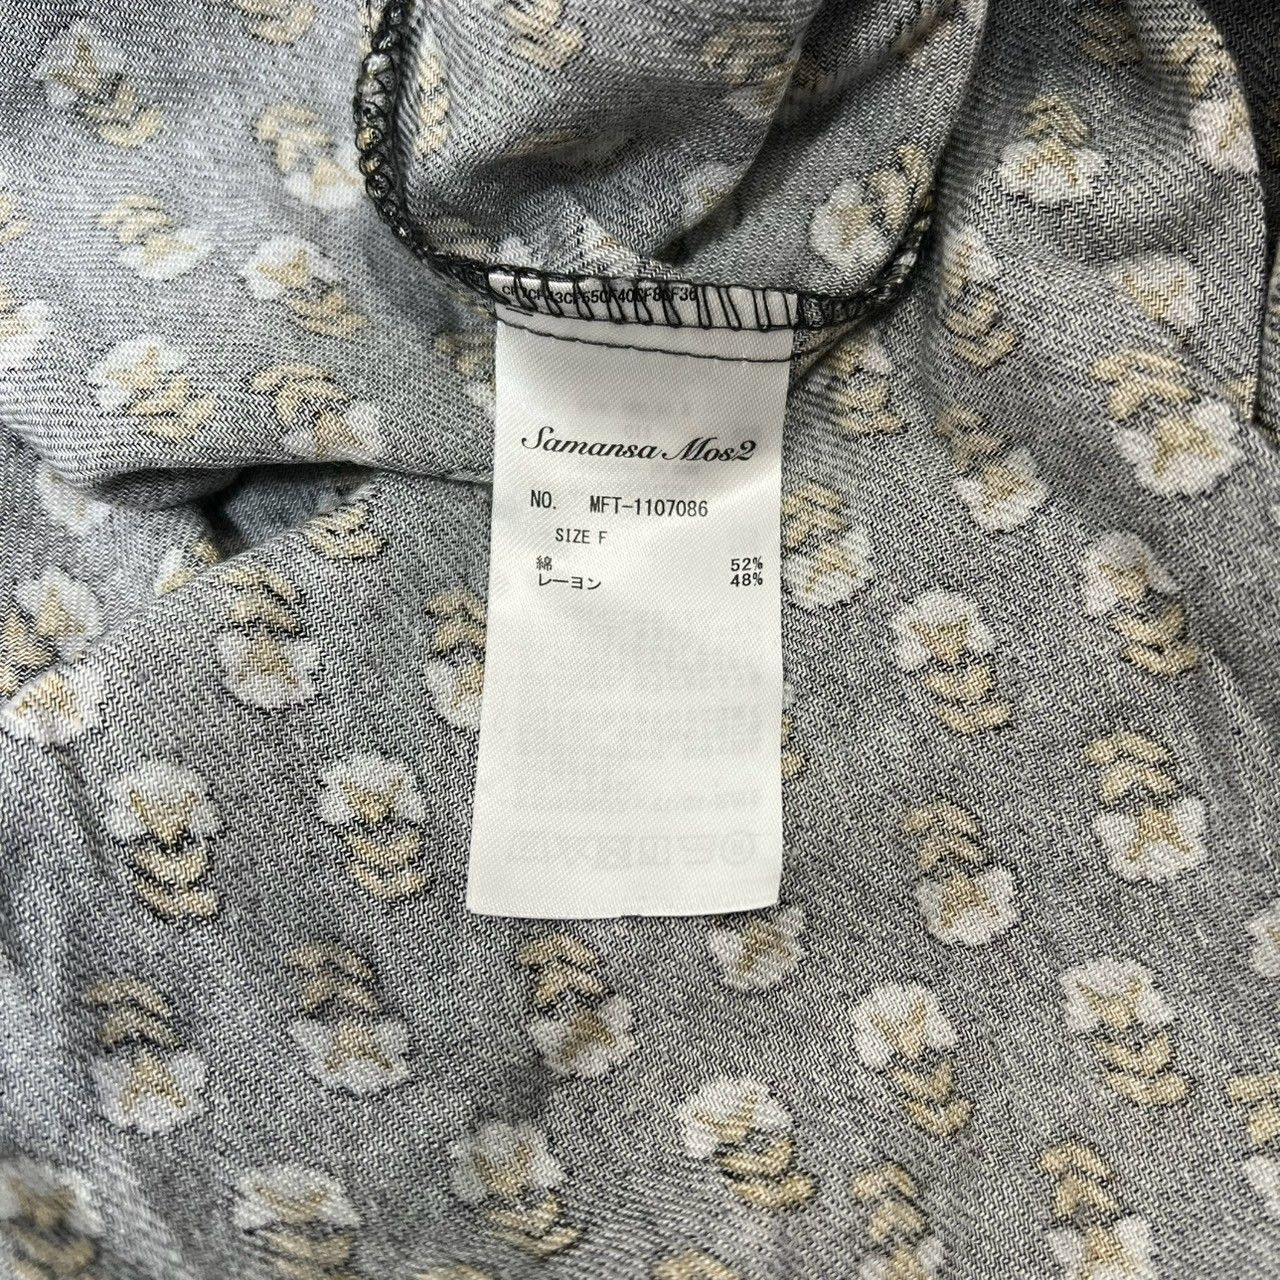 Samansa Mos2
NO. MFT-1107086
SIZE F
綿 52%
レーヨン 48%